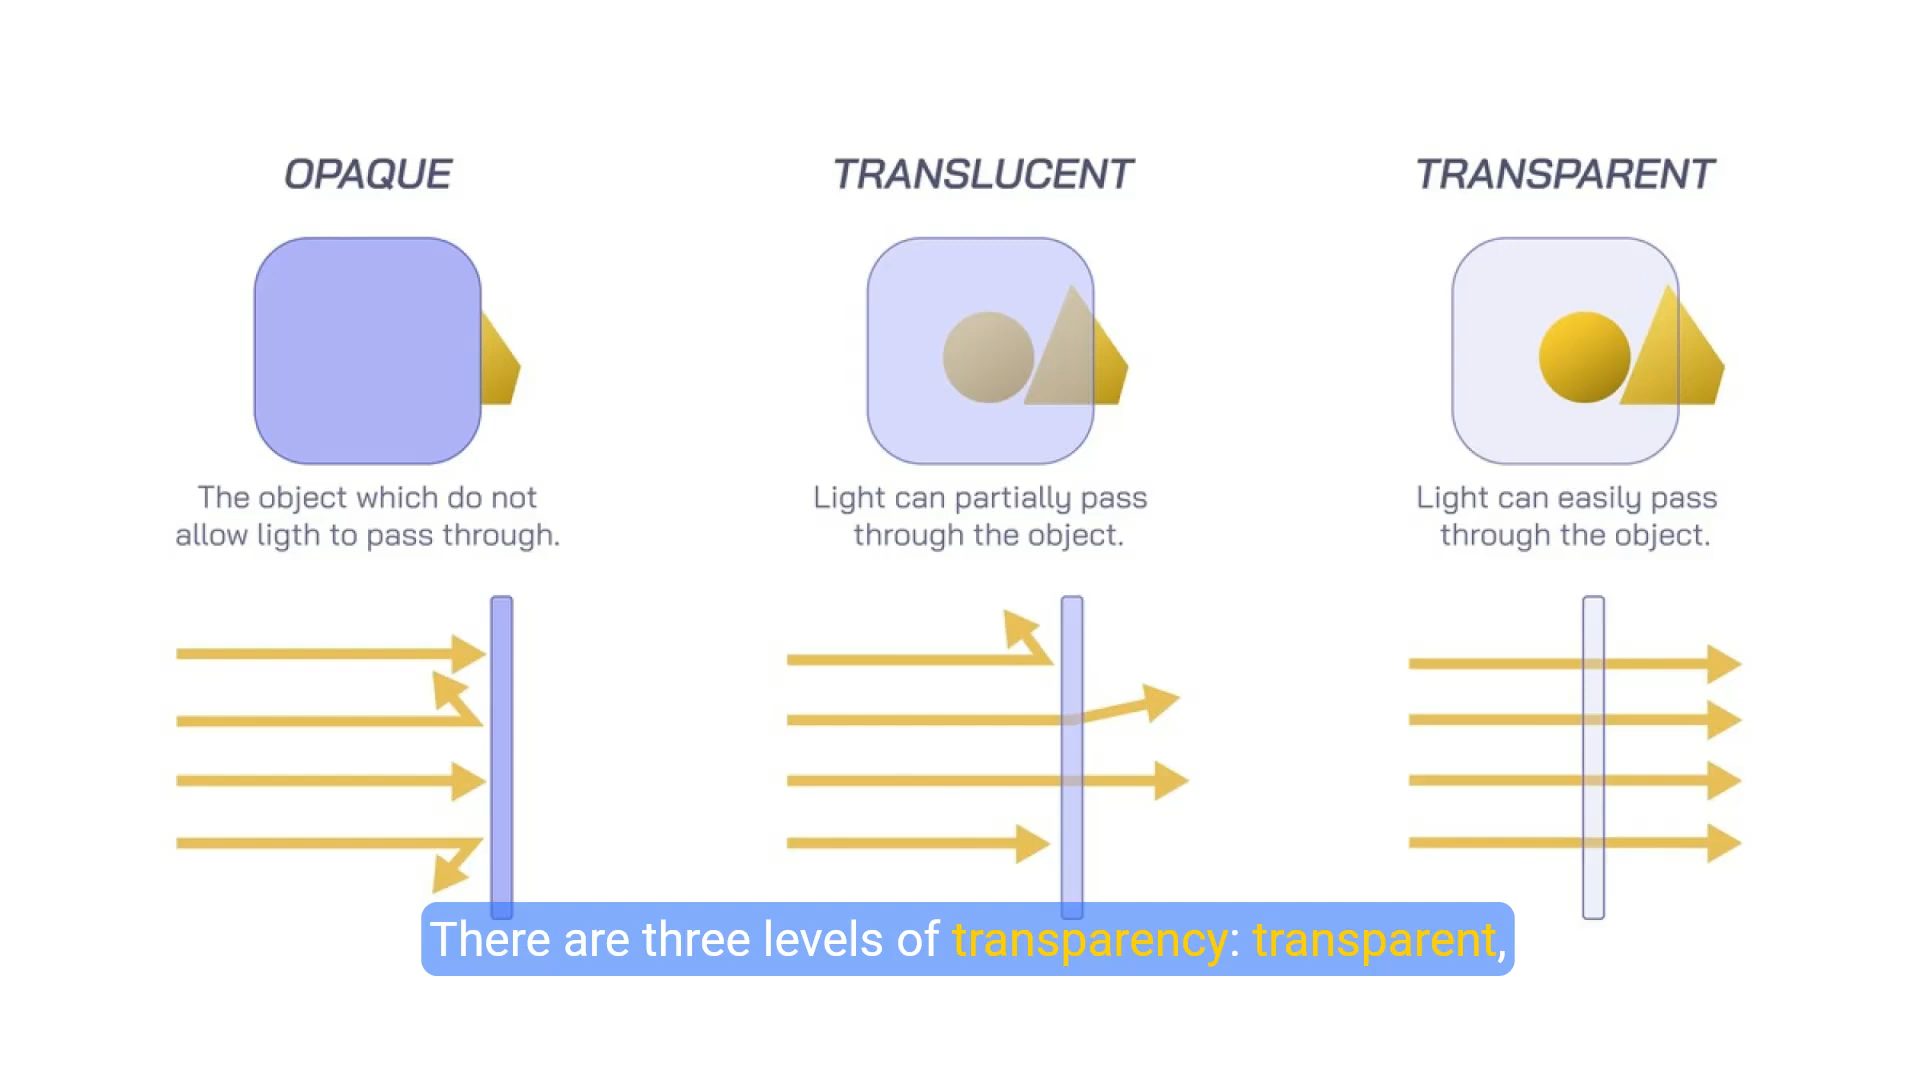 OPAQUE
The object which do not
allow ligth to pass through.
TRANSLUCENT
Light can partially pass
through the object.
TRANSPARENT
Light can easily pass
through the object.
There are three levels of transparency: transparent,